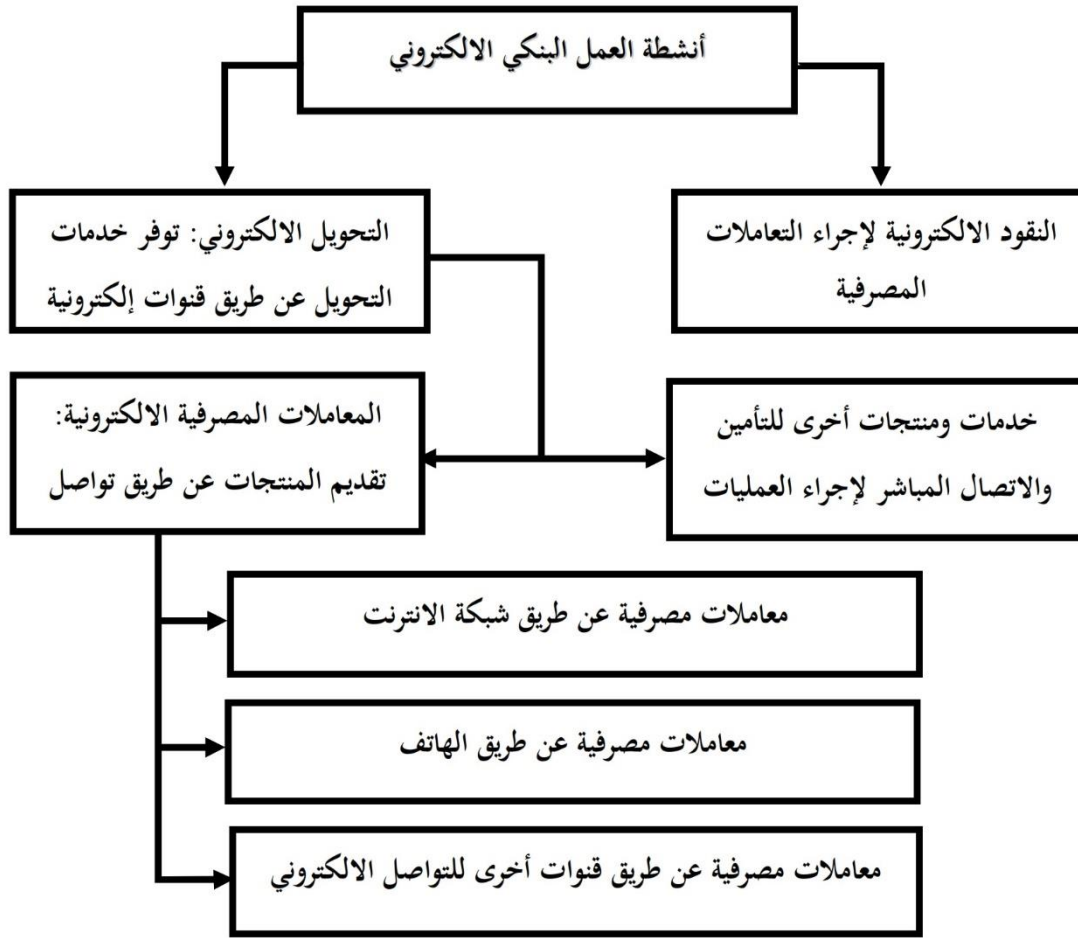 أنشطة العمل البنكي الالكتروني
النقود الالكترونية لإجراء التعاملات
المصرفية
التحويل الالكتروني: توفر خدمات
التحويل عن طريق قنوات إلكترونية
خدمات ومنتجات أخرى للتأمين
والاتصال المباشر لإجراء العمليات
المعاملات المصرفية الالكترونية:
تقديم المنتجات عن طريق تواصل
معاملات مصرفية عن طريق شبكة الانترنت
معاملات مصرفية عن طريق الهاتف
معاملات مصرفية عن طريق قنوات أخرى للتواصل الالكتروني